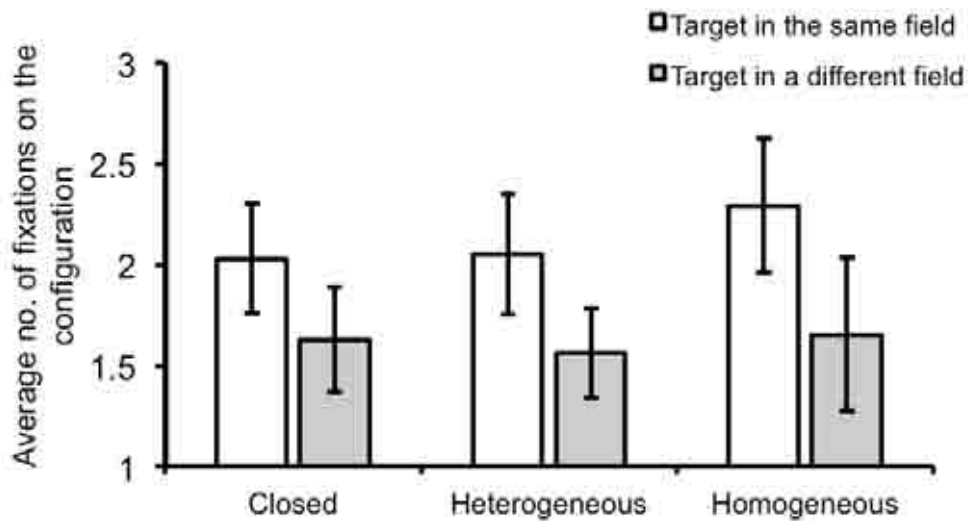 Target in the same field
Target in a different field
Average no. of fixations on the
configuration
3
2.5
2
1.5
1
Closed
Heterogeneous
Homogeneous